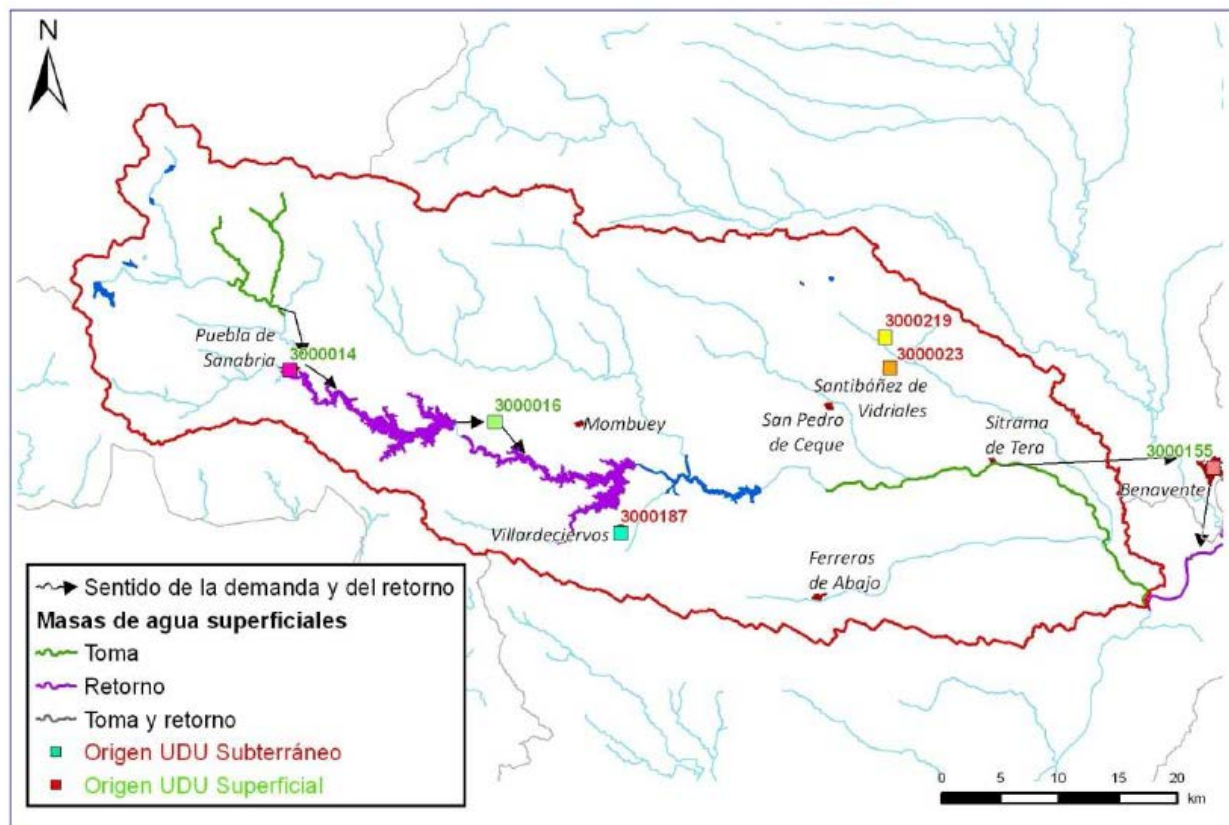 N
Puebla de
Sanabria
3000014
3000016
Mombuey
3000219
3000023
Santibóñez de
Vidriales
San Pedro
de Ceque
Sitrama
de Tera
3000155
Benavente
3000187
Villardeciervos
Ferreras
de Abajo
Sentido de la demanda y del retorno
Masas de agua superficiales
Toma
Retorno
Toma y retorno
Origen UDU Subterráneo
Origen UDU Superficial
0 5 10 15 20
km